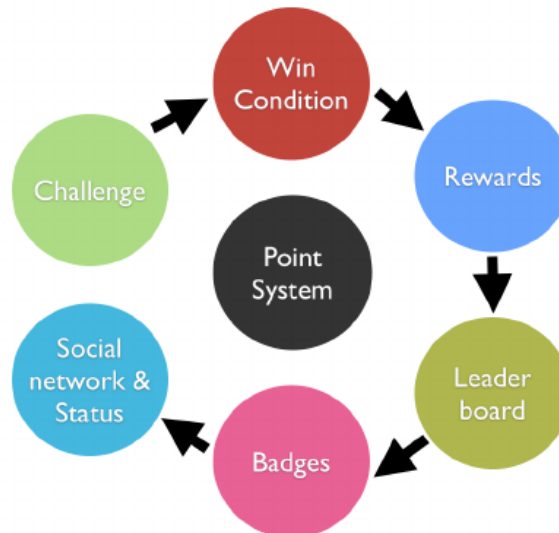 Win
Condition
Challenge
Rewards
Point
System
Social
network &
Status
Leader
board
Badges